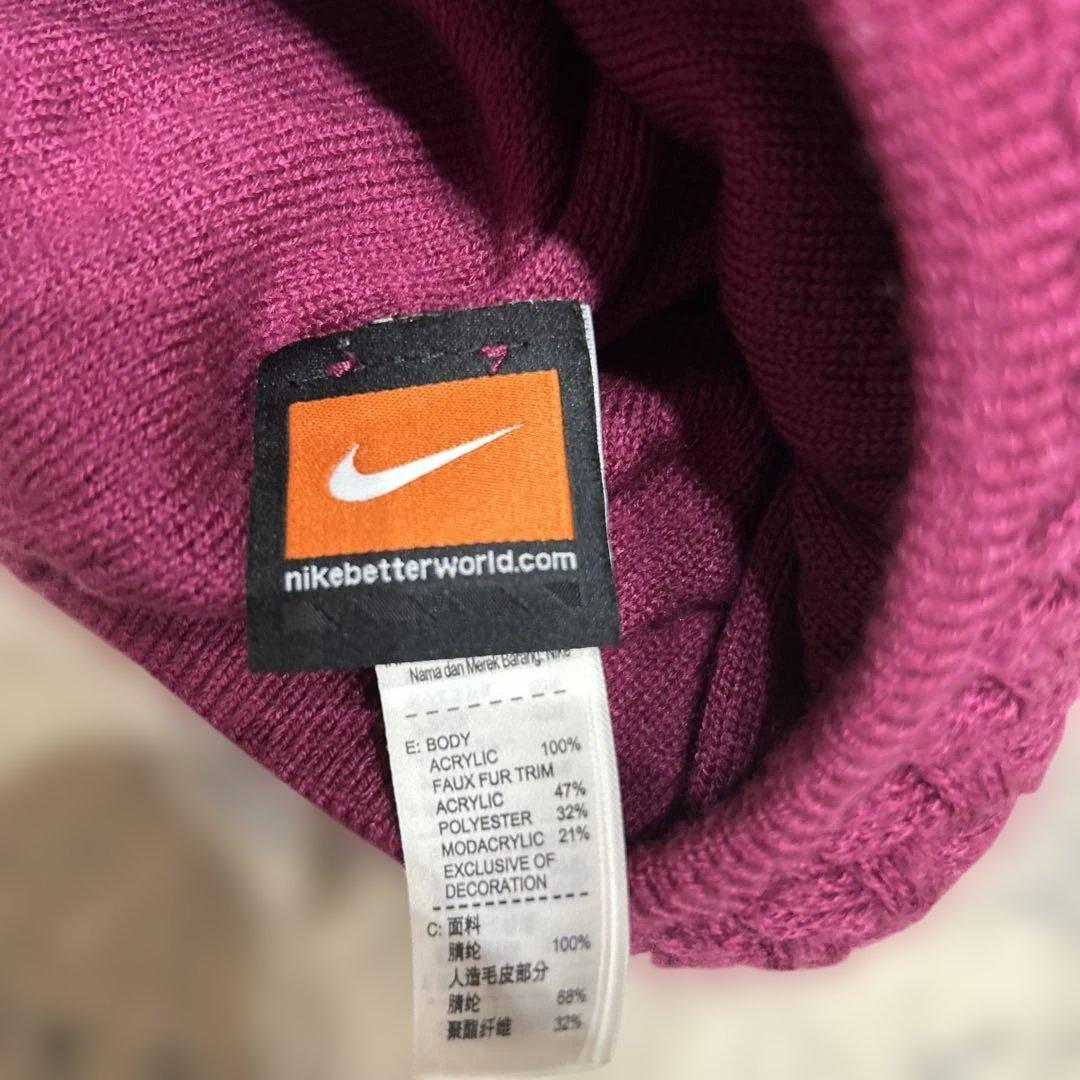 nikebetterworld.com
Nama dan Merek Barang: Nike
E: BODY
ACRYLIC 100%
FAUX FUR TRIM
ACRYLIC 47%
POLYESTER 32%
MODACRYLIC 21%
EXCLUSIVE OF
DECORATION
C: 面料
腈纶 100%
人造毛皮部分
腈纶 68%
聚酯纤维 32%